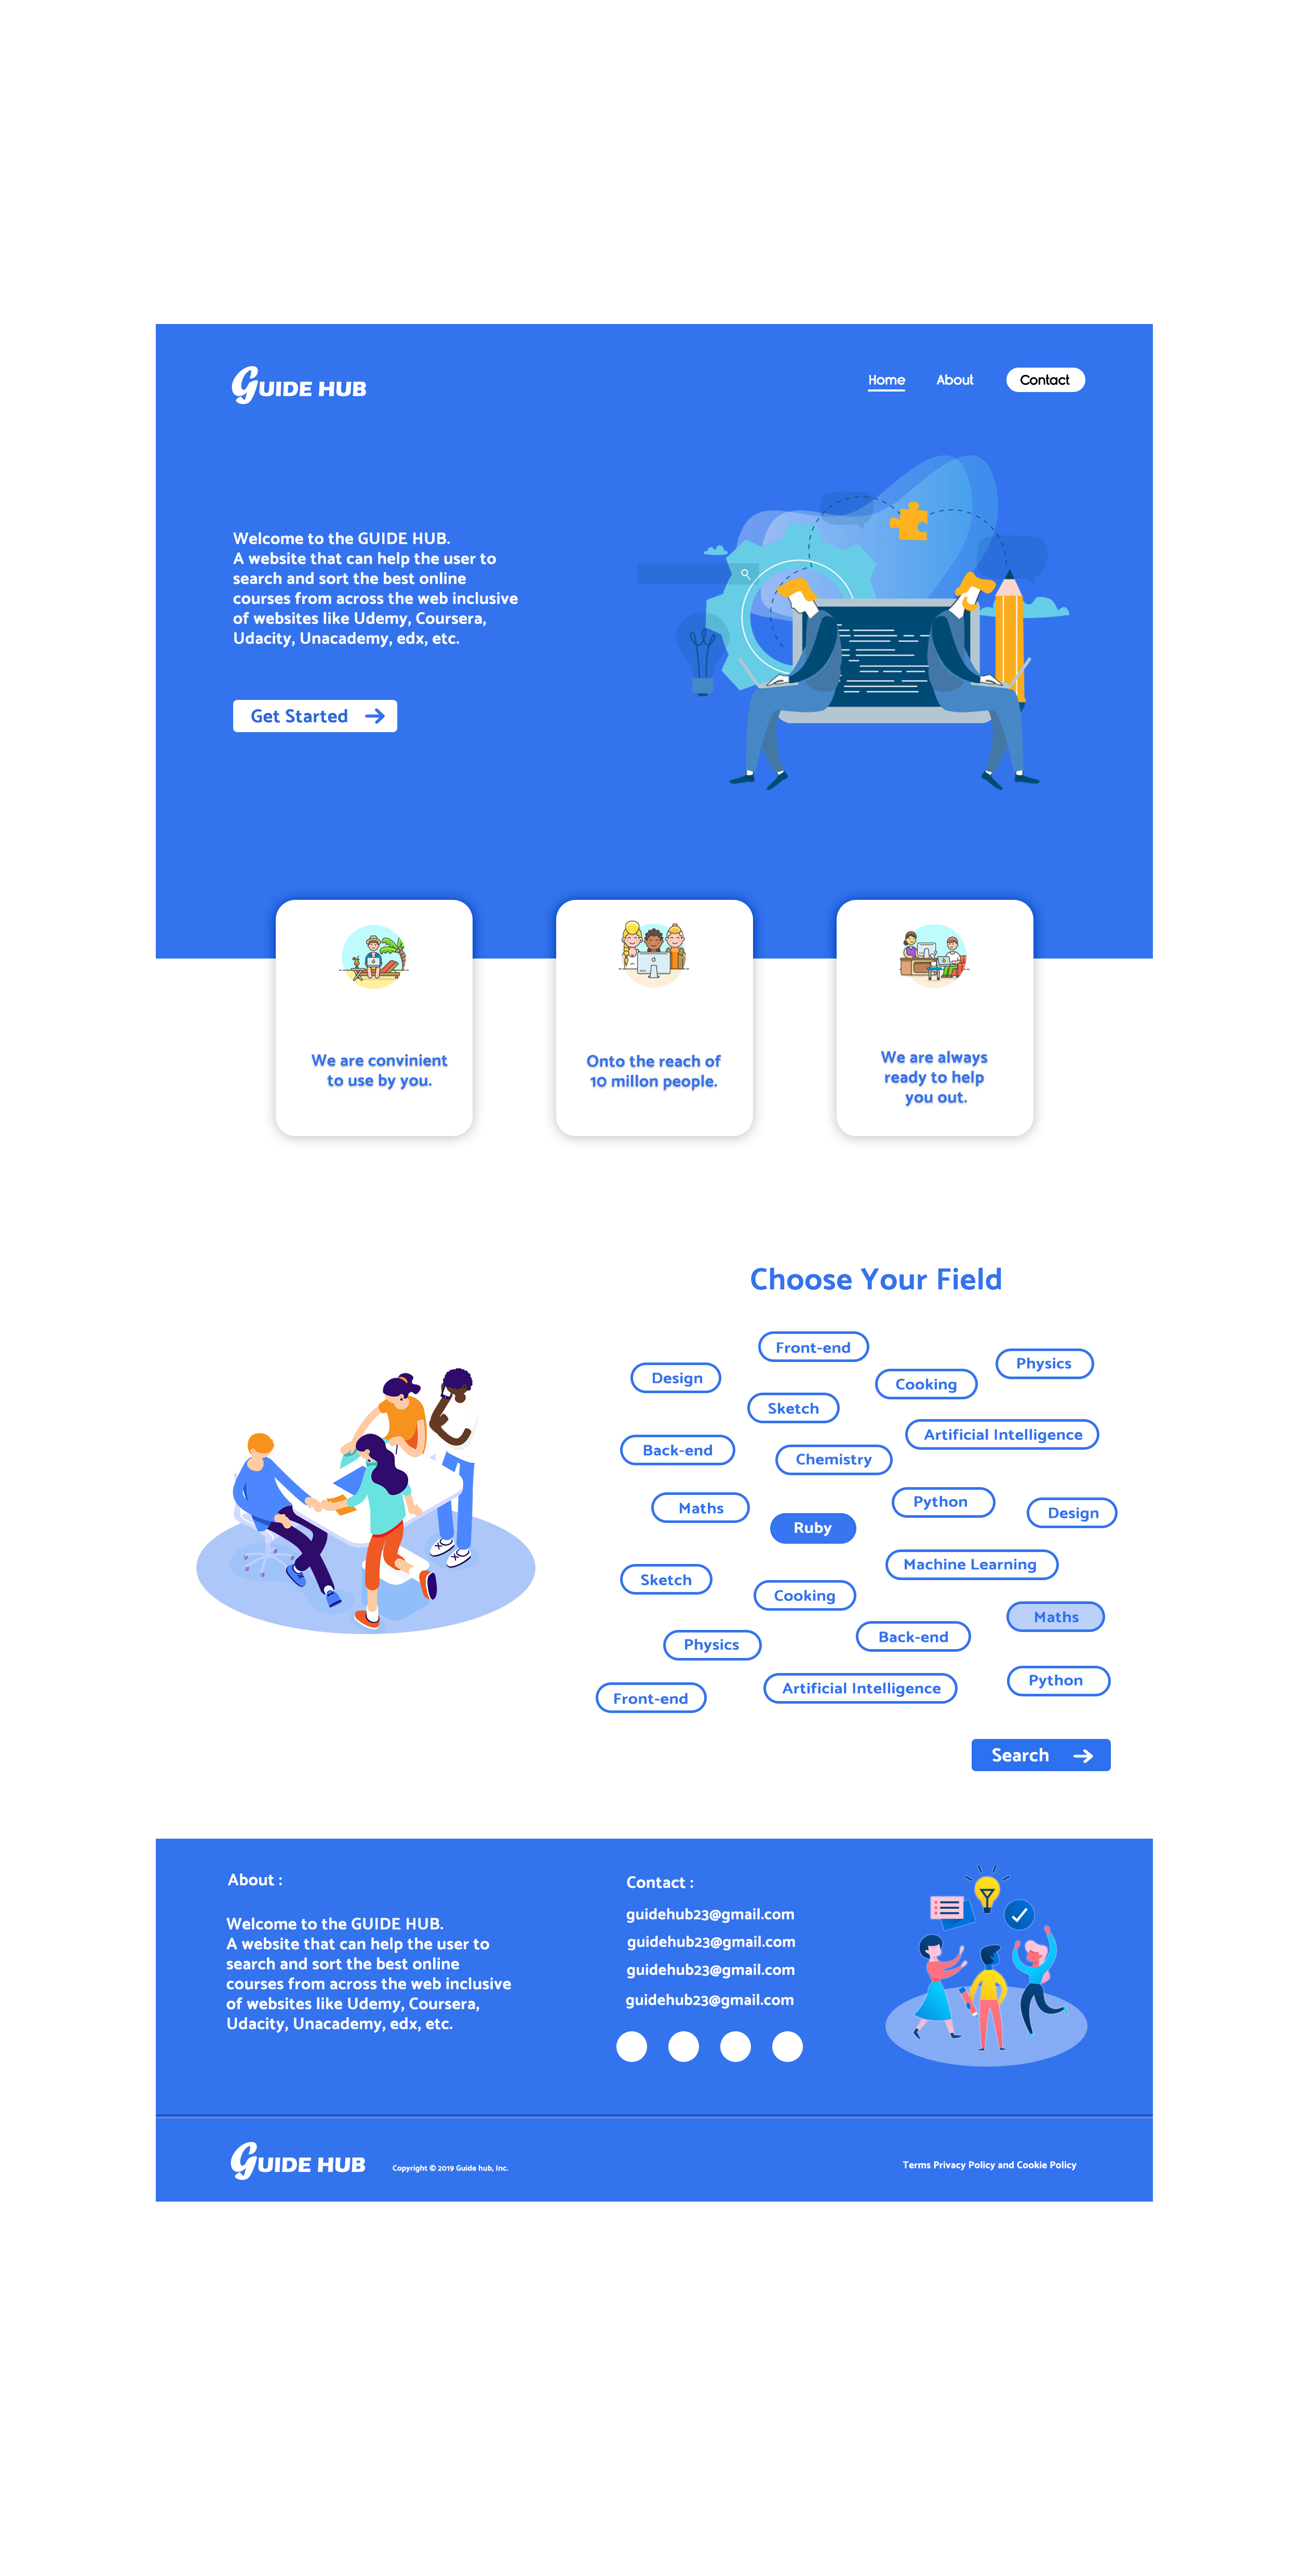 GUIDE HUB
Home About Contact
Welcome to the GUIDE HUB.
A website that can help the user to
search and sort the best online
courses from across the web inclusive
of websites like Udemy, Coursera,
Udacity, Unacademy, edx, etc.
Get Started
We are convinient
to use by you.
Onto the reach of
10 millon people.
We are always
ready to help
you out.
Choose Your Field
Front-end
Physics
Design
Cooking
Sketch
Artificial Intelligence
Back-end
Chemistry
Python
Maths
Design
Ruby
Machine Learning
Sketch
Cooking
Maths
Back-end
Physics
Python
Artificial Intelligence
Front-end
Search
About :
Welcome to the GUIDE HUB.
A website that can help the user to
search and sort the best online
courses from across the web inclusive
of websites like Udemy, Coursera,
Udacity, Unacademy, edx, etc.
Contact :
guidehub23@gmail.com
guidehub23@gmail.com
guidehub23@gmail.com
guidehub23@gmail.com
GUIDE HUB
Copyright © 2019 Guide hub, Inc.
Terms Privacy Policy and Cookie Policy